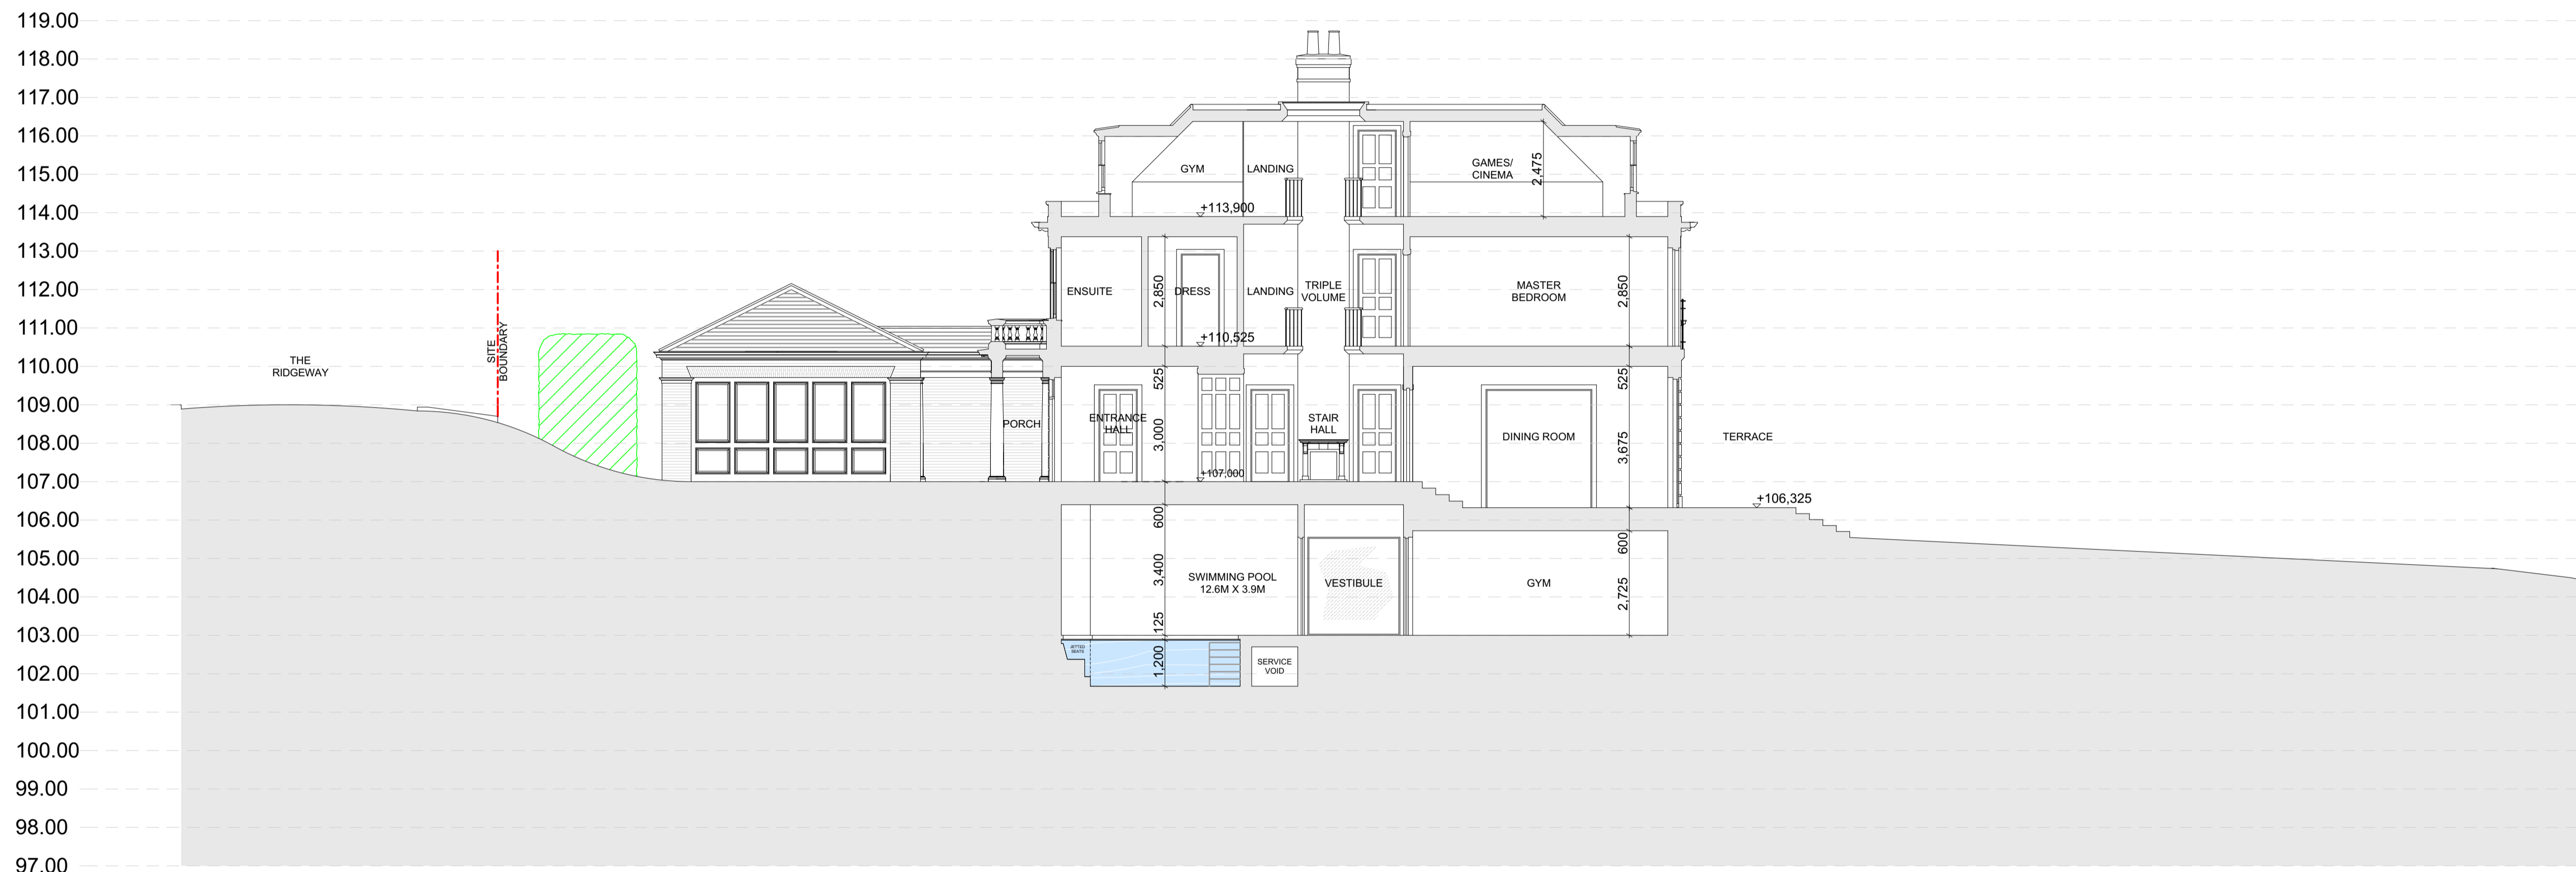 119.00
118.00
117.00
116.00
115.00
114.00
113.00
112.00
111.00
110.00
109.00
108.00
107.00
106.00
105.00
104.00
103.00
102.00
101.00
100.00
99.00
98.00
97.00
THE
RIDGEWAY
SITE
BOUNDARY
GYM
LANDING
GAMES/
CINEMA
2,475
+113,900
ENSUITE
2,850
DRESS
LANDING
TRIPLE
VOLUME
MASTER
BEDROOM
2,850
+110,525
525
525
PORCH
ENTRANCE
HALL
3,000
STAIR
HALL
DINING ROOM
3,675
TERRACE
+107,000
+106,325
600
600
3,400
SWIMMING POOL
12.6M X 3.9M
VESTIBULE
GYM
2,725
125
JETTED
SEATS
1,200
SERVICE
VOID